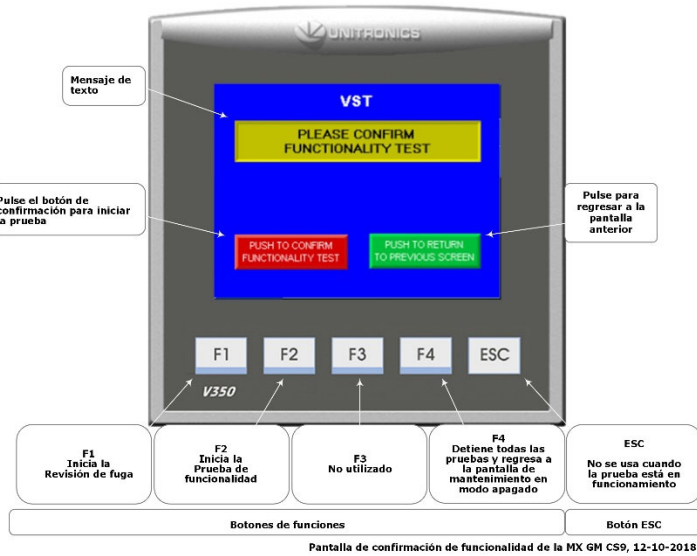 UNITRONICS
Mensaje de
texto
VST
PLEASE CONFIRM
FUNCTIONALITY TEST
Pulse el botón de
confirmación para iniciar
la prueba
Pulse para
regresar a la
pantalla
anterior
PUSH TO CONFIRM
FUNCTIONALITY TEST
PUSH TO RETURN
TO PREVIOUS SCREEN
F1
F2
F3
F4
ESC
V350
F1
Inicia la
Revisión de fuga
F2
Inicia la
Prueba de
funcionalidad
F3
No utilizado
F4
Detiene todas las
pruebas y regresa a
la pantalla de
mantenimiento en
modo apagado
ESC
No se usa cuando
la prueba está en
funcionamiento
Botones de funciones
Botón ESC
Pantalla de confirmación de funcionalidad de la MX GM CS9, 12-10-2018